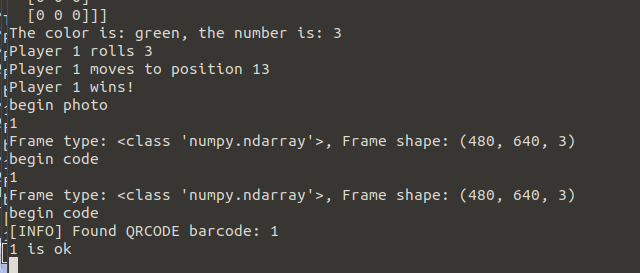 [0 0 0]]]
The color is: green, the number is: 3
Player 1 rolls 3
Player 1 moves to position 13
Player 1 wins!
begin photo
1
Frame type: <class 'numpy.ndarray'>, Frame shape: (480, 640, 3)
begin code
1
Frame type: <class 'numpy.ndarray'>, Frame shape: (480, 640, 3)
begin code
[INFO] Found QRCODE barcode: 1
1 is ok